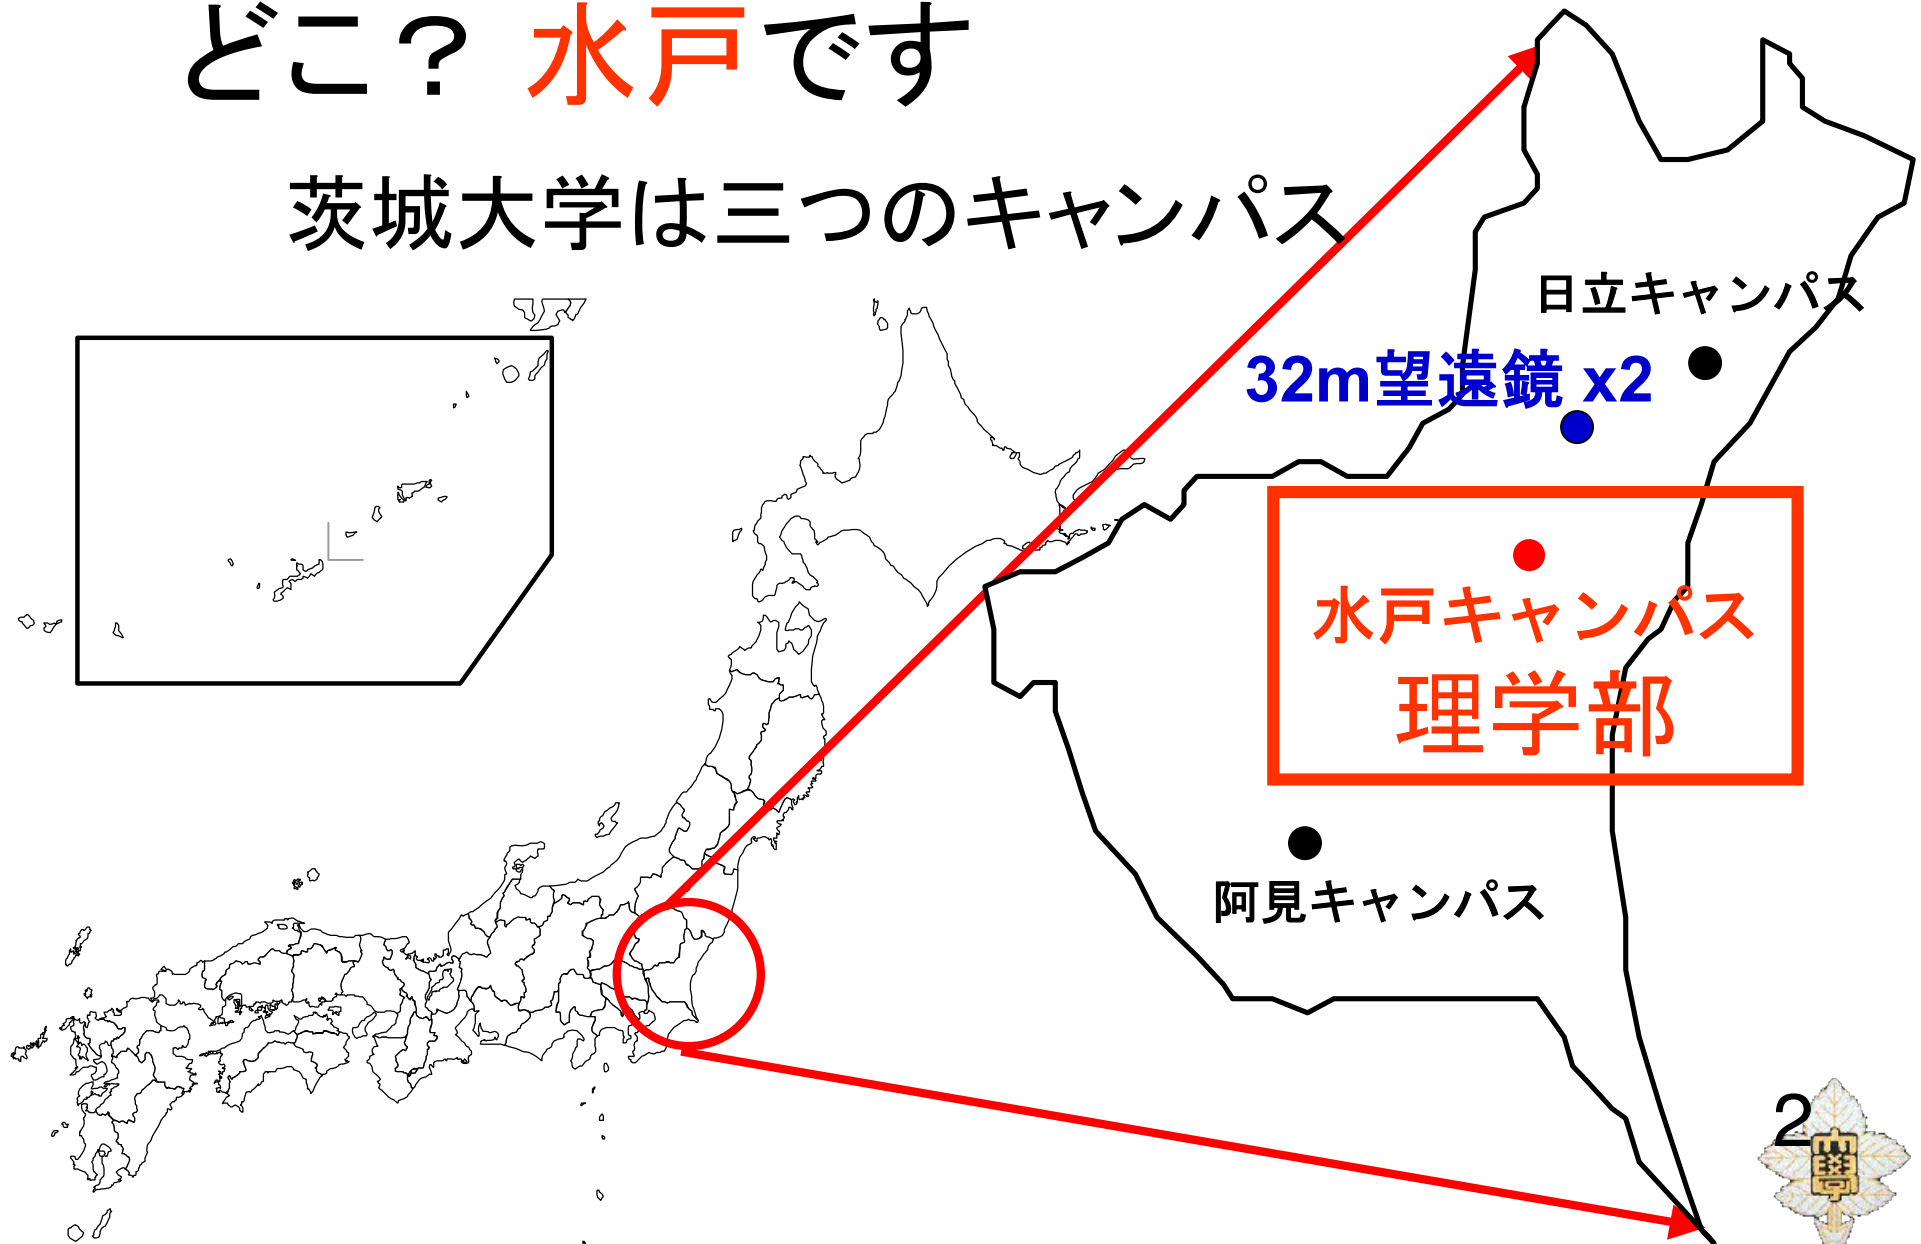 どこ？ 水戸です
茨城大学は三つのキャンパス
日立キャンパス
32m望遠鏡 x2
水戸キャンパス
理学部
阿見キャンパス
2